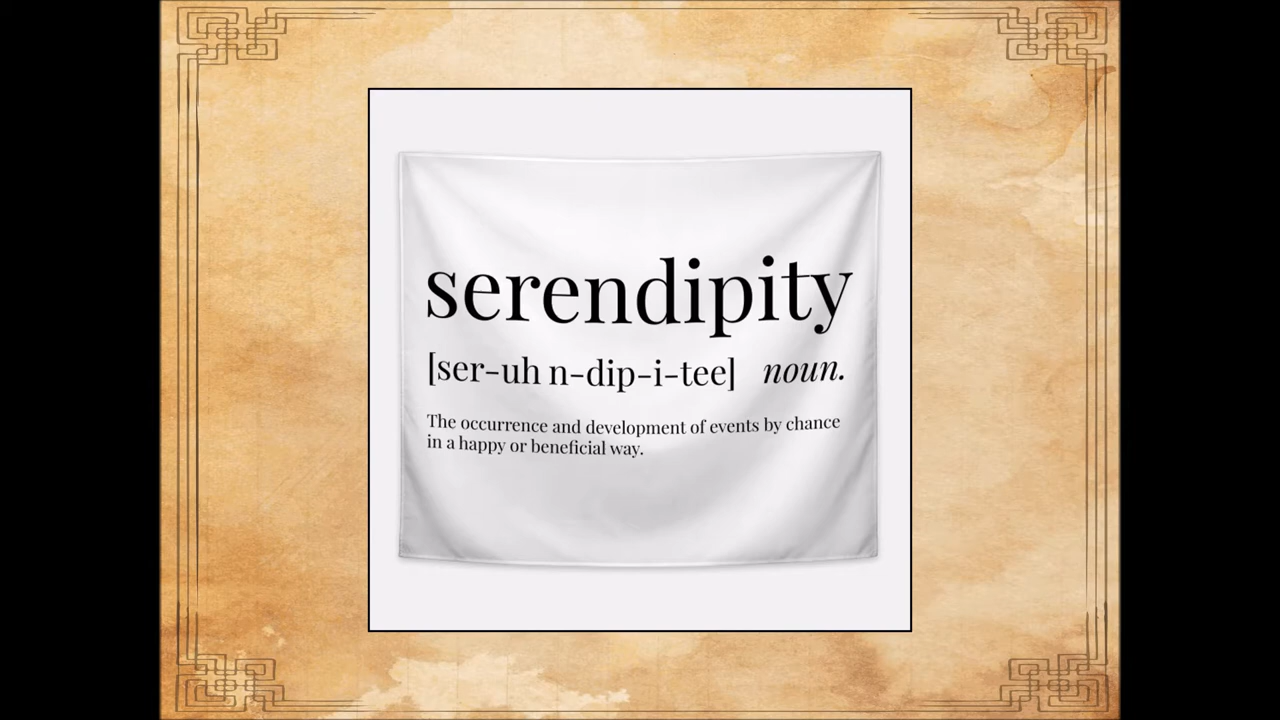 serendipity
[ser-uh n-dip-i-tee] noun.
The occurrence and development of events by chance
in a happy or beneficial way.